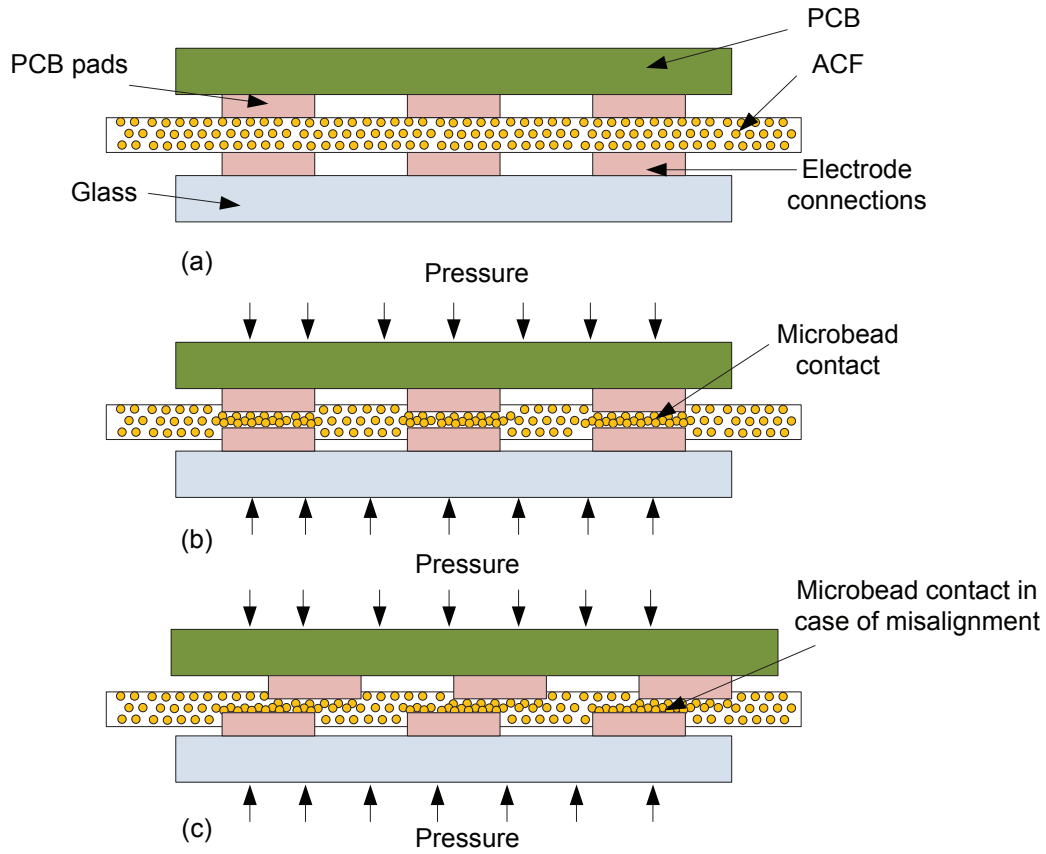 PCB
PCB pads
ACF
Glass
Electrode
connections
(a)
Pressure
Microbead
contact
(b)
Pressure
Microbead contact in
case of misalignment
(c)
Pressure